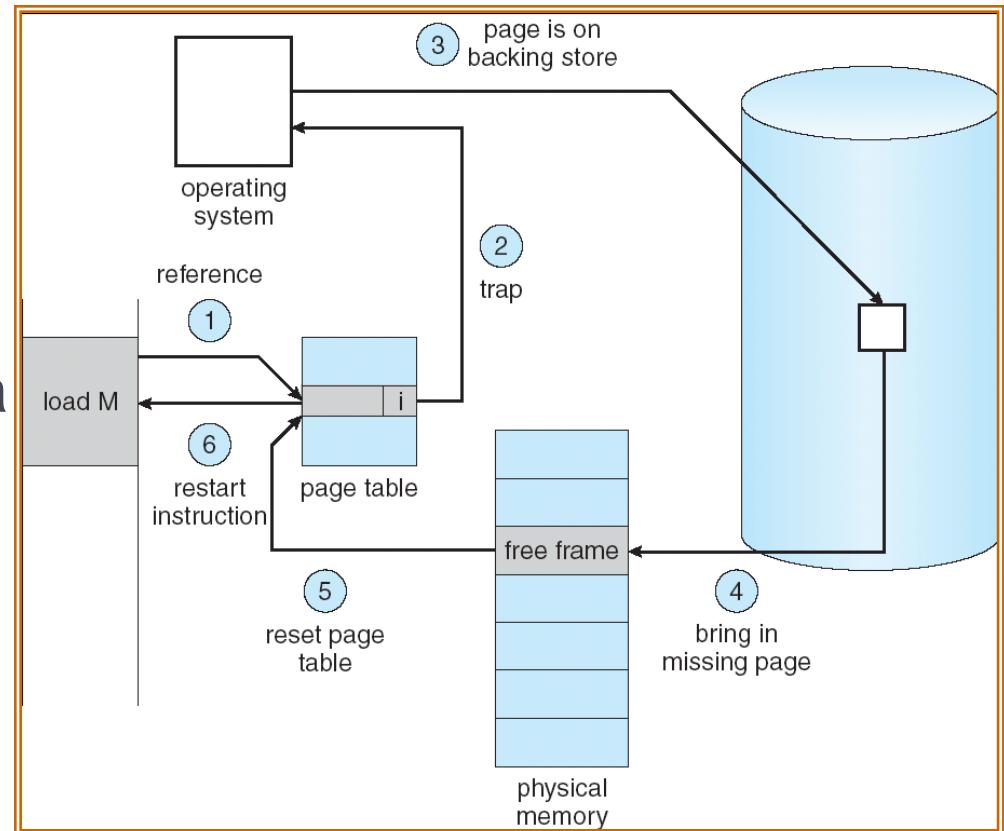 3
page is on
backing store
operating
system
2
trap
reference
1
load M
i
6
restart
instruction
page table
free frame
5
reset page
table
4
bring in
missing page
physical
memory